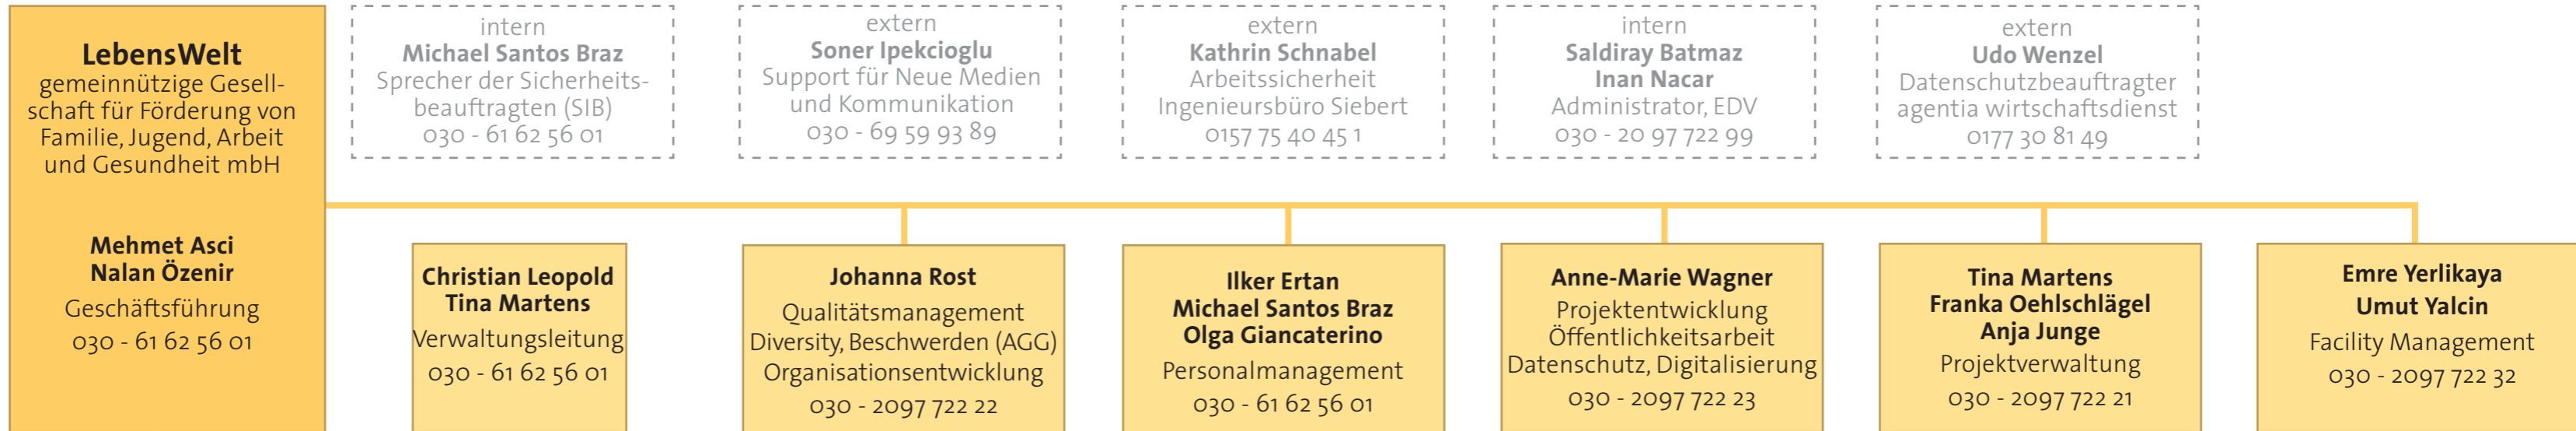 LebensWelt
gemeinnützige Gesell-
schaft für Förderung von
Familie, Jugend, Arbeit
und Gesundheit mbH
Mehmet Asci
Nalan Özenir
Geschäftsführung
030 - 61 62 56 01
intern
Michael Santos Braz
Sprecher der Sicherheits-
beauftragten (SIB)
030 - 61 62 56 01
extern
Soner Ipekcioglu
Support für Neue Medien
und Kommunikation
030 - 69 59 93 89
extern
Kathrin Schnabel
Arbeitssicherheit
Ingenieursbüro Siebert
0157 75 40 45 1
intern
Saldiray Batmaz
Inan Nacar
Administrator, EDV
030 - 20 97 722 99
extern
Udo Wenzel
Datenschutzbeauftragter
agentia wirtschaftsdienst
0177 30 81 49
Christian Leopold
Tina Martens
Verwaltungsleitung
030 - 61 62 56 01
Johanna Rost
Qualitätsmanagement
Diversity, Beschwerden (AGG)
Organisationsentwicklung
030 - 2097 722 22
Ilker Ertan
Michael Santos Braz
Olga Giancaterino
Personalmanagement
030 - 61 62 56 01
Anne-Marie Wagner
Projektentwicklung
Öffentlichkeitsarbeit
Datenschutz, Digitalisierung
030 - 2097 722 23
Tina Martens
Franka Oehlschlägel
Anja Junge
Projektverwaltung
030 - 2097 722 21
Emre Yerlikaya
Umut Yalcin
Facility Management
030 - 2097 722 32